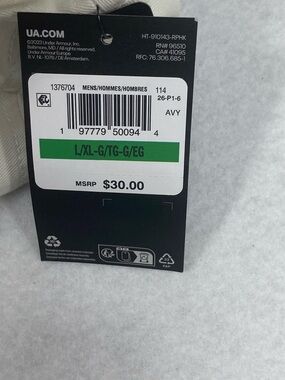 UA.COM
©2023 Under Armour, Inc.
Baltimore, MD / All rights reserved.
Under Armour Europe
B.V. NL-1076 / DE Amsterdam.
HT-910143-RPHK
RN# 96510
CA# 41095
RFC: 76.306.685-1
1376704 MENS/HOMMES/HOMBRES 114
26-P1-6
AVY
1 97779 50094 4
L/XL-G/TG-G/EG
MSRP $30.00
PAP